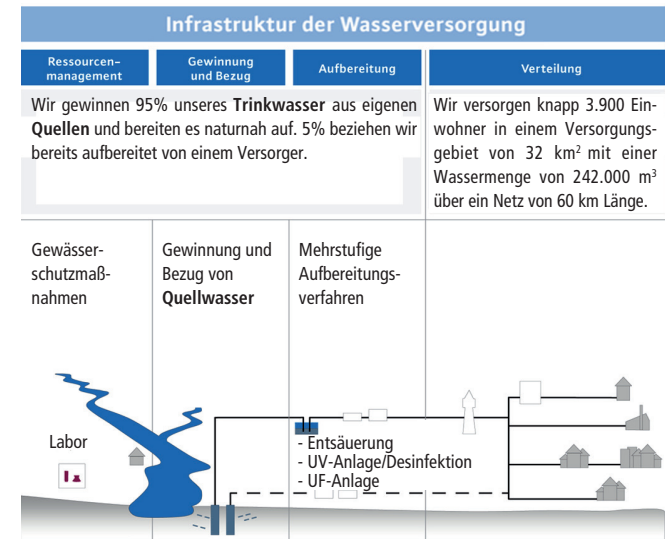 Infrastruktur der Wasserversorgung
Ressourcen-
management
Gewinnung
und Bezug
Aufbereitung
Verteilung
Wir gewinnen 95% unseres Trinkwasser aus eigenen
Quellen und bereiten es naturnah auf. 5% beziehen wir
bereits aufbereitet von einem Versorger.
Wir versorgen knapp 3.900 Ein-
wohner in einem Versorgungs-
gebiet von 32 km² mit einer
Wassermenge von 242.000 m³
über ein Netz von 60 km Länge.
Gewässer-
schutzmaß-
nahmen
Gewinnung und
Bezug von
Quellwasser
Mehrstufige
Aufbereitungs-
verfahren
Labor
- Entsäuerung
- UV-Anlage/Desinfektion
- UF-Anlage